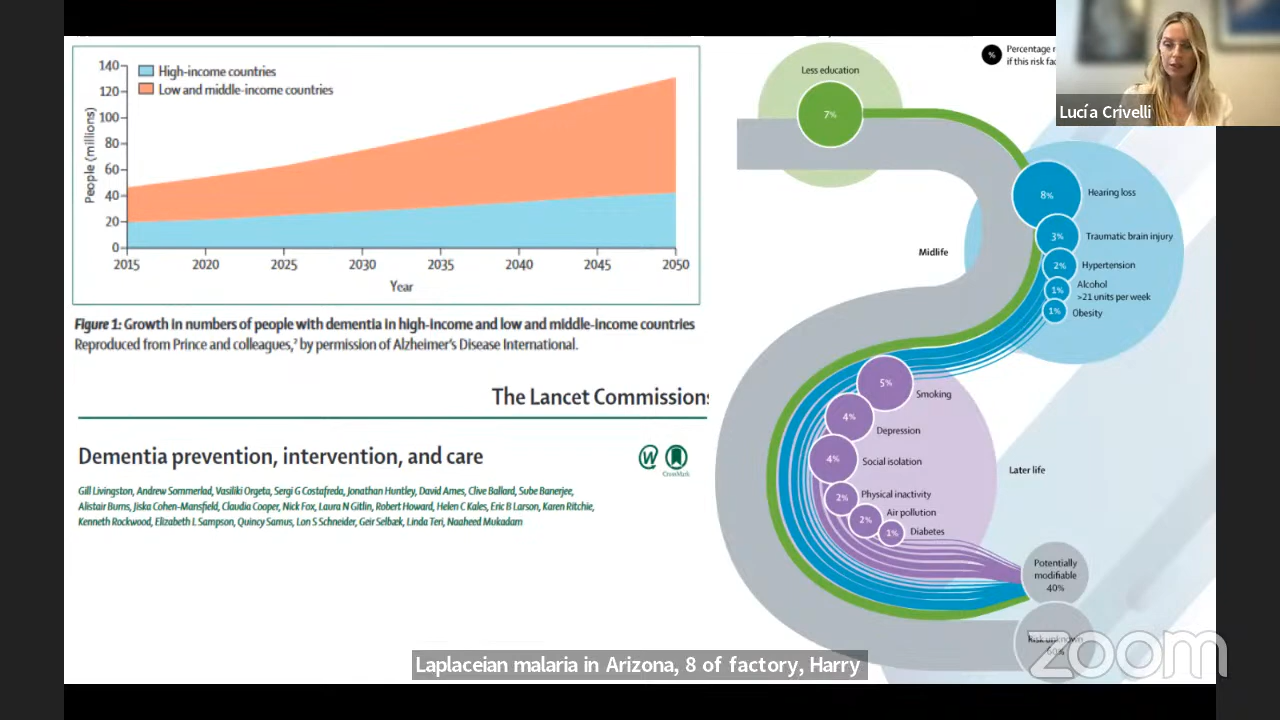 140
120
100
80
60
40
20
0
High-income countries
Low and middle-income countries
People (millions)
2015 2020 2025 2030 2035 2040 2045 2050
Year
Figure 1: Growth in numbers of people with dementia in high-income and low and middle-income countries
Reproduced from Prince and colleagues,² by permission of Alzheimer's Disease International.
The Lancet Commissions
Dementia prevention, intervention, and care
CrossMark
Gill Livingston, Andrew Sommerlad, Vasiliki Orgeta, Sergi G Costafreda, Jonathan Huntley, David Ames, Clive Ballard, Sube Banerjee,
Alistair Burns, Jiska Cohen-Mansfield, Claudia Cooper, Nick Fox, Laura N Gitlin, Robert Howard, Helen C Kales, Eric B Larson, Karen Ritchie,
Kenneth Rockwood, Elizabeth L Sampson, Quincy Samus, Lon S Schneider, Geir Selbæk, Linda Teri, Naaheed Mukadam
Less education
7%
%
Percentage
if this risk
Lucía Crivelli
8%
Hearing loss
3%
Traumatic brain injury
2%
Hypertension
1%
Alcohol
>21 units per week
1%
Obesity
Midlife
5%
Smoking
4%
Depression
4%
Social isolation
2%
Physical inactivity
2%
Air pollution
1%
Diabetes
Later life
Potentially
modifiable
40%
Risk unknown
60%
zoom
Laplaceian malaria in Arizona, 8 of factory, Harry